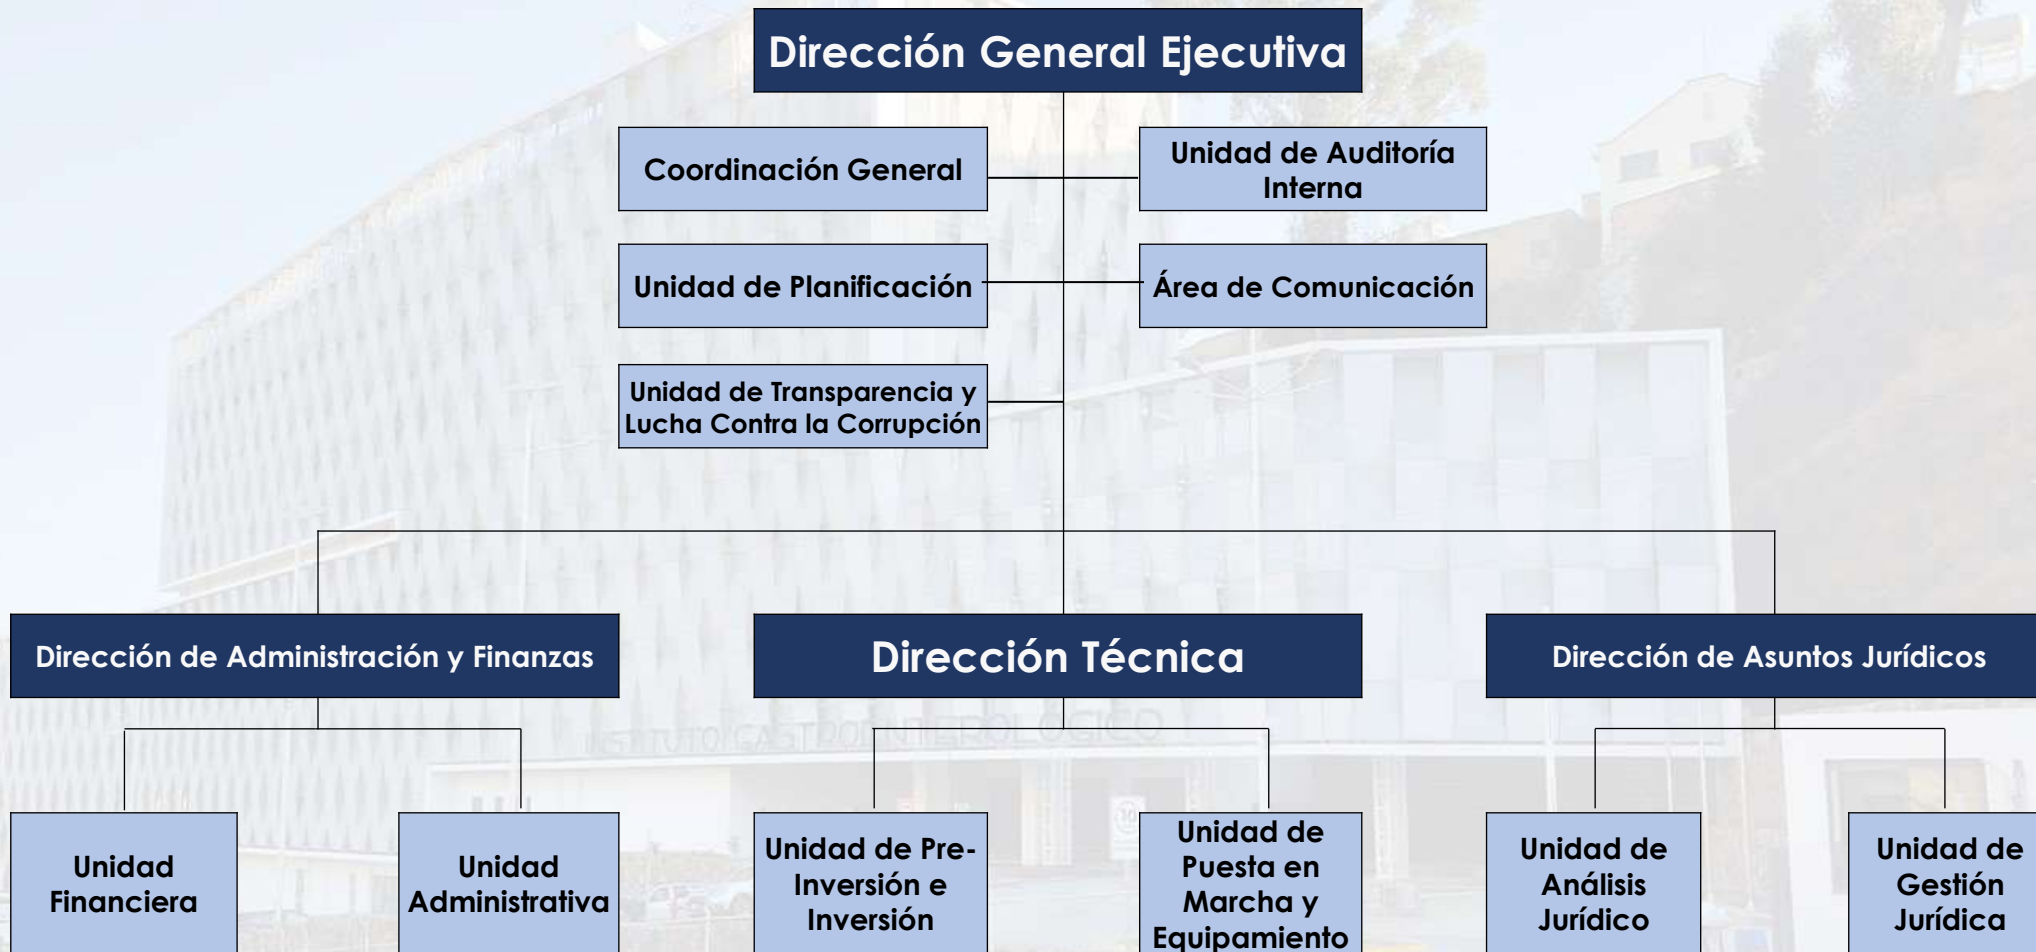 Dirección General Ejecutiva
Coordinación General
Unidad de Auditoría
Interna
Unidad de Planificación
Área de Comunicación
Unidad de Transparencia y
Lucha Contra la Corrupción
Dirección de Administración y Finanzas
Dirección Técnica
Dirección de Asuntos Jurídicos
INSTITUTO GASTROENTEROLOGICO
Unidad
Financiera
Unidad
Administrativa
Unidad de Pre-
Inversión e
Inversión
Unidad de
Puesta en
Marcha y
Equipamiento
Unidad de
Análisis
Jurídico
Unidad de
Gestión
Jurídica